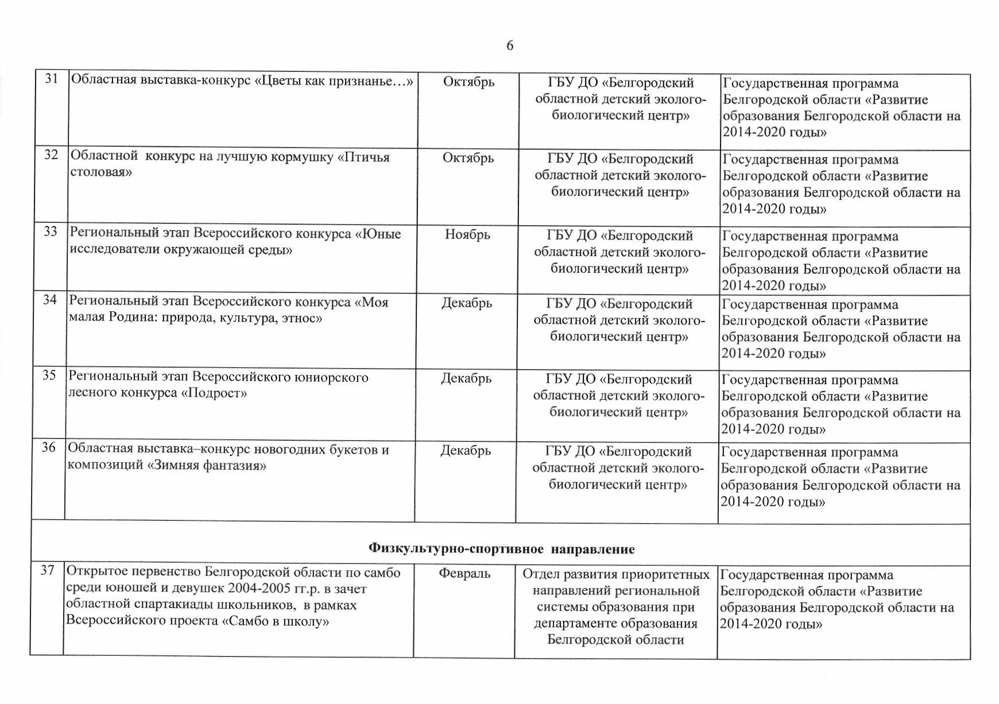 6
31
Областная выставка-конкурс «Цветы как признанье…»
Октябрь
ГБУ ДО «Белгородский
областной детский эколого-
биологический центр»
Государственная программа
Белгородской области «Развитие
образования Белгородской области на
2014-2020 годы»
32
Областной конкурс на лучшую кормушку «Птичья
столовая»
Октябрь
ГБУ ДО «Белгородский
областной детский эколого-
биологический центр»
Государственная программа
Белгородской области «Развитие
образования Белгородской области на
2014-2020 годы»
33
Региональный этап Всероссийского конкурса «Юные
исследователи окружающей среды»
Ноябрь
ГБУ ДО «Белгородский
областной детский эколого-
биологический центр»
Государственная программа
Белгородской области «Развитие
образования Белгородской области на
2014-2020 годы»
34
Региональный этап Всероссийского конкурса «Моя
малая Родина: природа, культура, этнос»
Декабрь
ГБУ ДО «Белгородский
областной детский эколого-
биологический центр»
Государственная программа
Белгородской области «Развитие
образования Белгородской области на
2014-2020 годы»
35
Региональный этап Всероссийского юниорского
лесного конкурса «Подрост»
Декабрь
ГБУ ДО «Белгородский
областной детский эколого-
биологический центр»
Государственная программа
Белгородской области «Развитие
образования Белгородской области на
2014-2020 годы»
36
Областная выставка–конкурс новогодних букетов и
композиций «Зимняя фантазия»
Декабрь
ГБУ ДО «Белгородский
областной детский эколого-
биологический центр»
Государственная программа
Белгородской области «Развитие
образования Белгородской области на
2014-2020 годы»
Физкультурно-спортивное направление
37
Открытое первенство Белгородской области по самбо
среди юношей и девушек 2004-2005 гг.р. в зачет
областной спартакиады школьников, в рамках
Всероссийского проекта «Самбо в школу»
Февраль
Отдел развития приоритетных
направлений региональной
системы образования при
департаменте образования
Белгородской области
Государственная программа
Белгородской области «Развитие
образования Белгородской области на
2014-2020 годы»